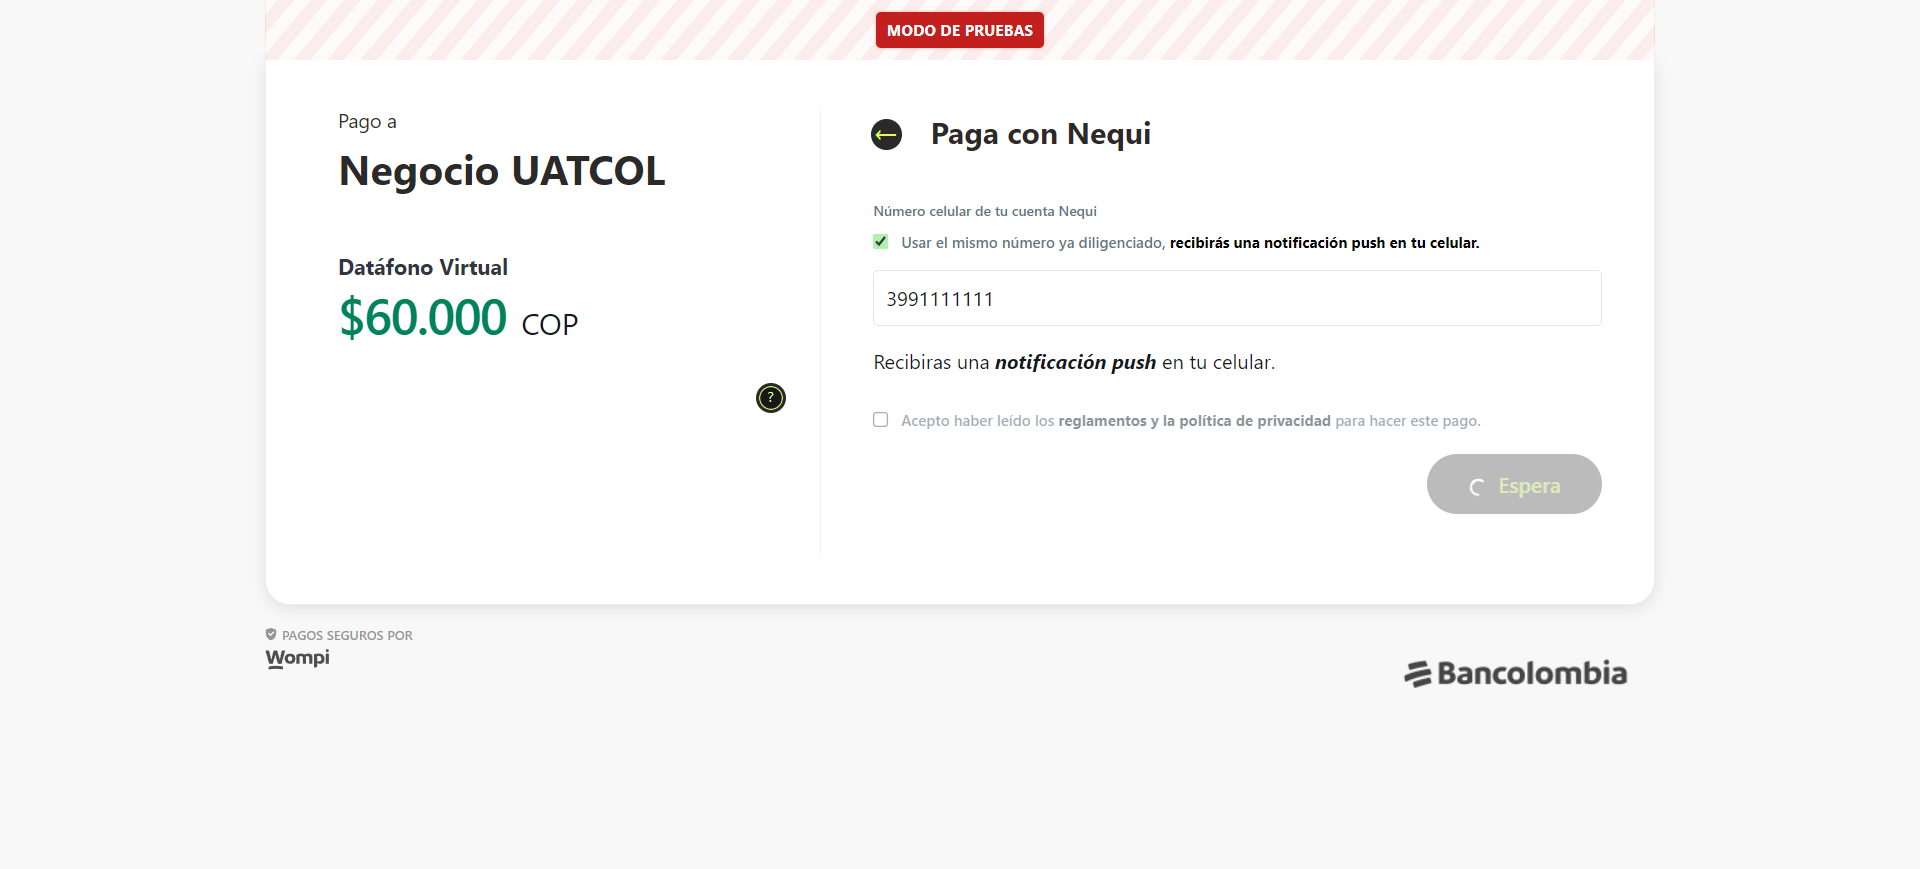 MODO DE PRUEBAS
Pago a
Negocio UATCOL
Datáfono Virtual
$60.000 COP
?
Paga con Nequi
Número celular de tu cuenta Nequi
Usar el mismo número ya diligenciado, recibirás una notificación push en tu celular.
3991111111
Recibiras una notificación push en tu celular.
Acepto haber leído los reglamentos y la política de privacidad para hacer este pago.
Espera
PAGOS SEGUROS POR
Wompi
Bancolombia